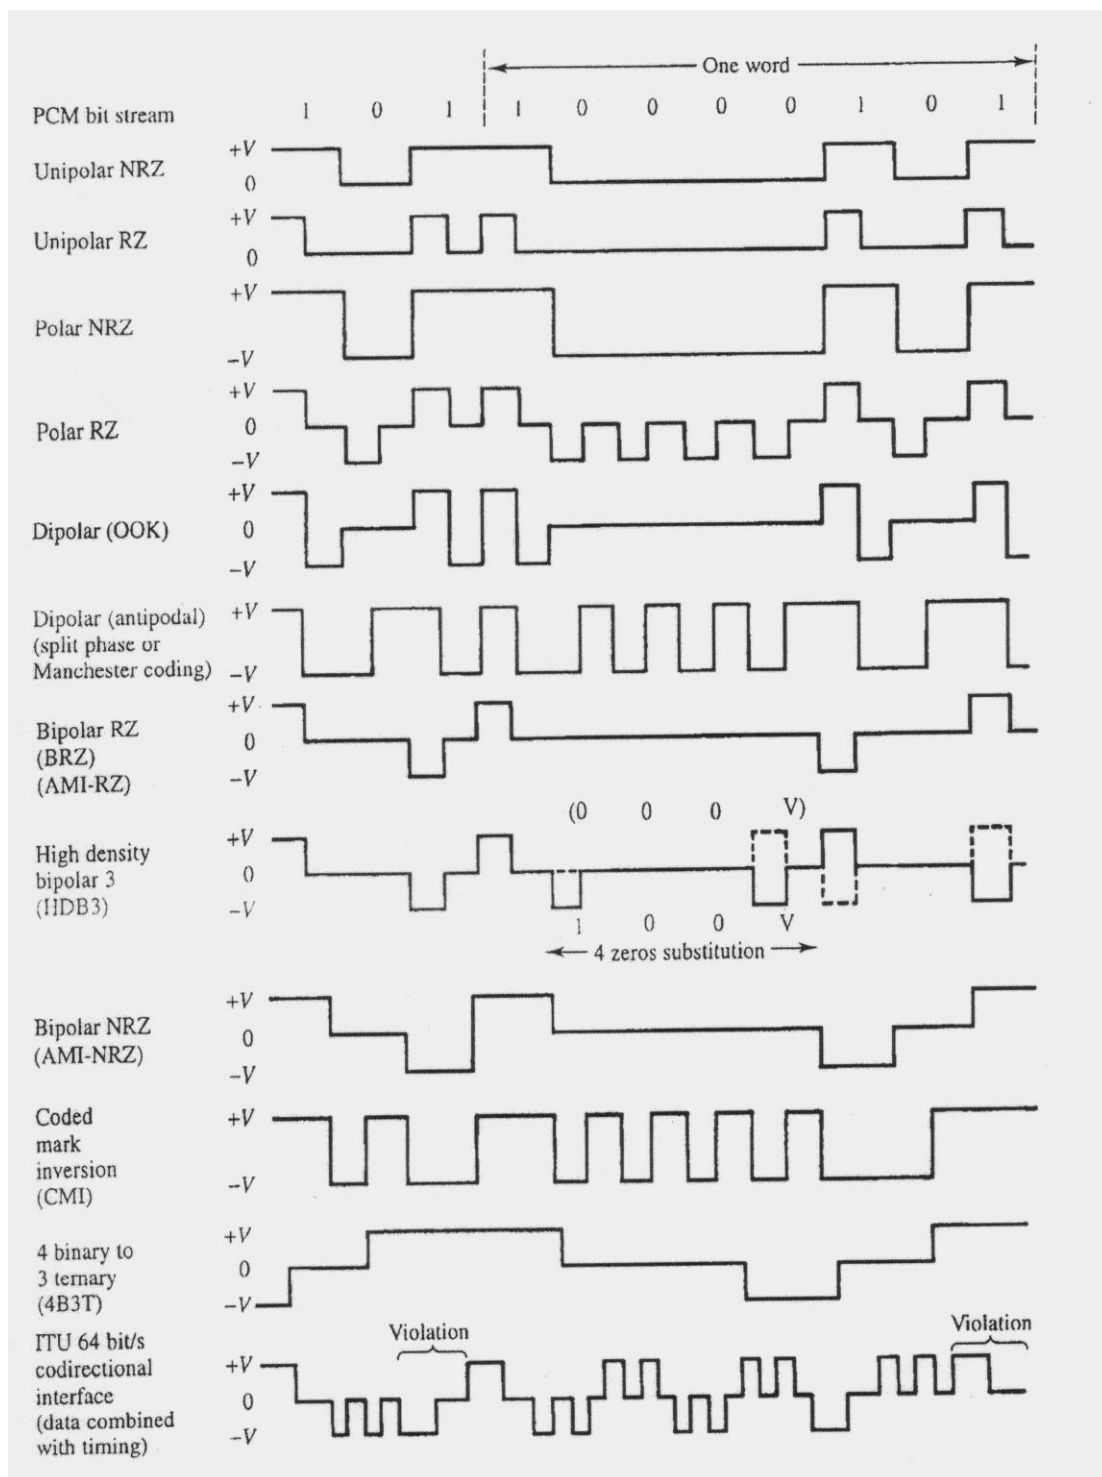 One word
PCM bit stream 1 0 1 1 0 0 0 0 1 0 1
Unipolar NRZ +V 0
Unipolar RZ +V 0
Polar NRZ +V −V
Polar RZ +V 0 −V
Dipolar (OOK) +V 0 −V
Dipolar (antipodal) +V
(split phase or
Manchester coding) −V
Bipolar RZ +V
(BRZ) 0
(AMI-RZ) −V
(0 0 0 V)
High density +V
bipolar 3 0
(HDB3) −V
1 0 0 V
4 zeros substitution
Bipolar NRZ +V
(AMI-NRZ) 0
−V
Coded +V
mark
inversion
(CMI) −V
4 binary to +V
3 ternary 0
(4B3T) −V
Violation Violation
ITU 64 bit/s
codirectional +V
interface 0
(data combined −V
with timing)